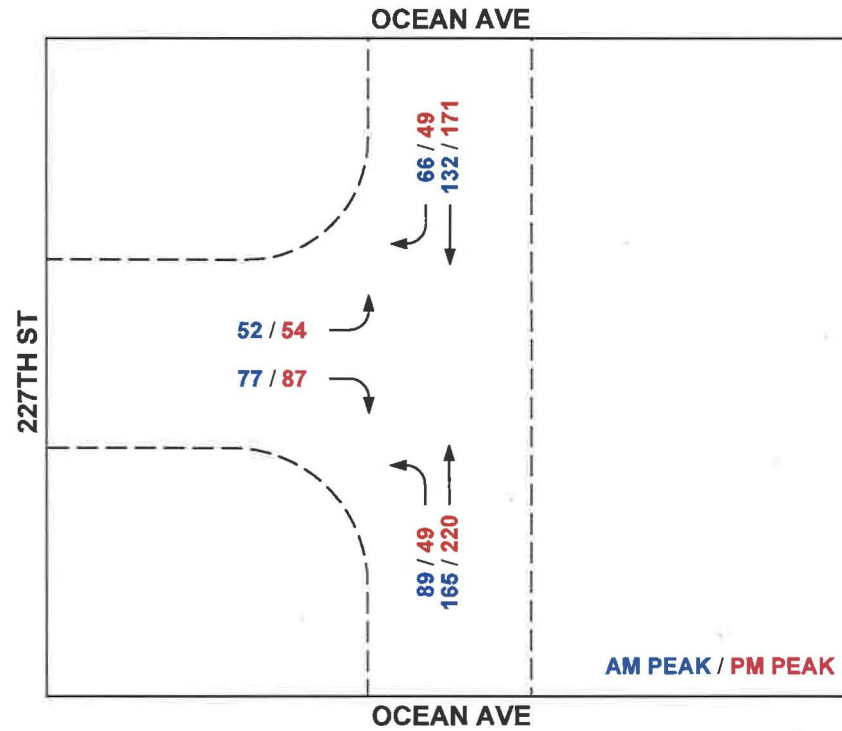 OCEAN AVE
66 / 49
132 / 171
52 / 54
77 / 87
227TH ST
89 / 49
165 / 220
AM PEAK / PM PEAK
OCEAN AVE